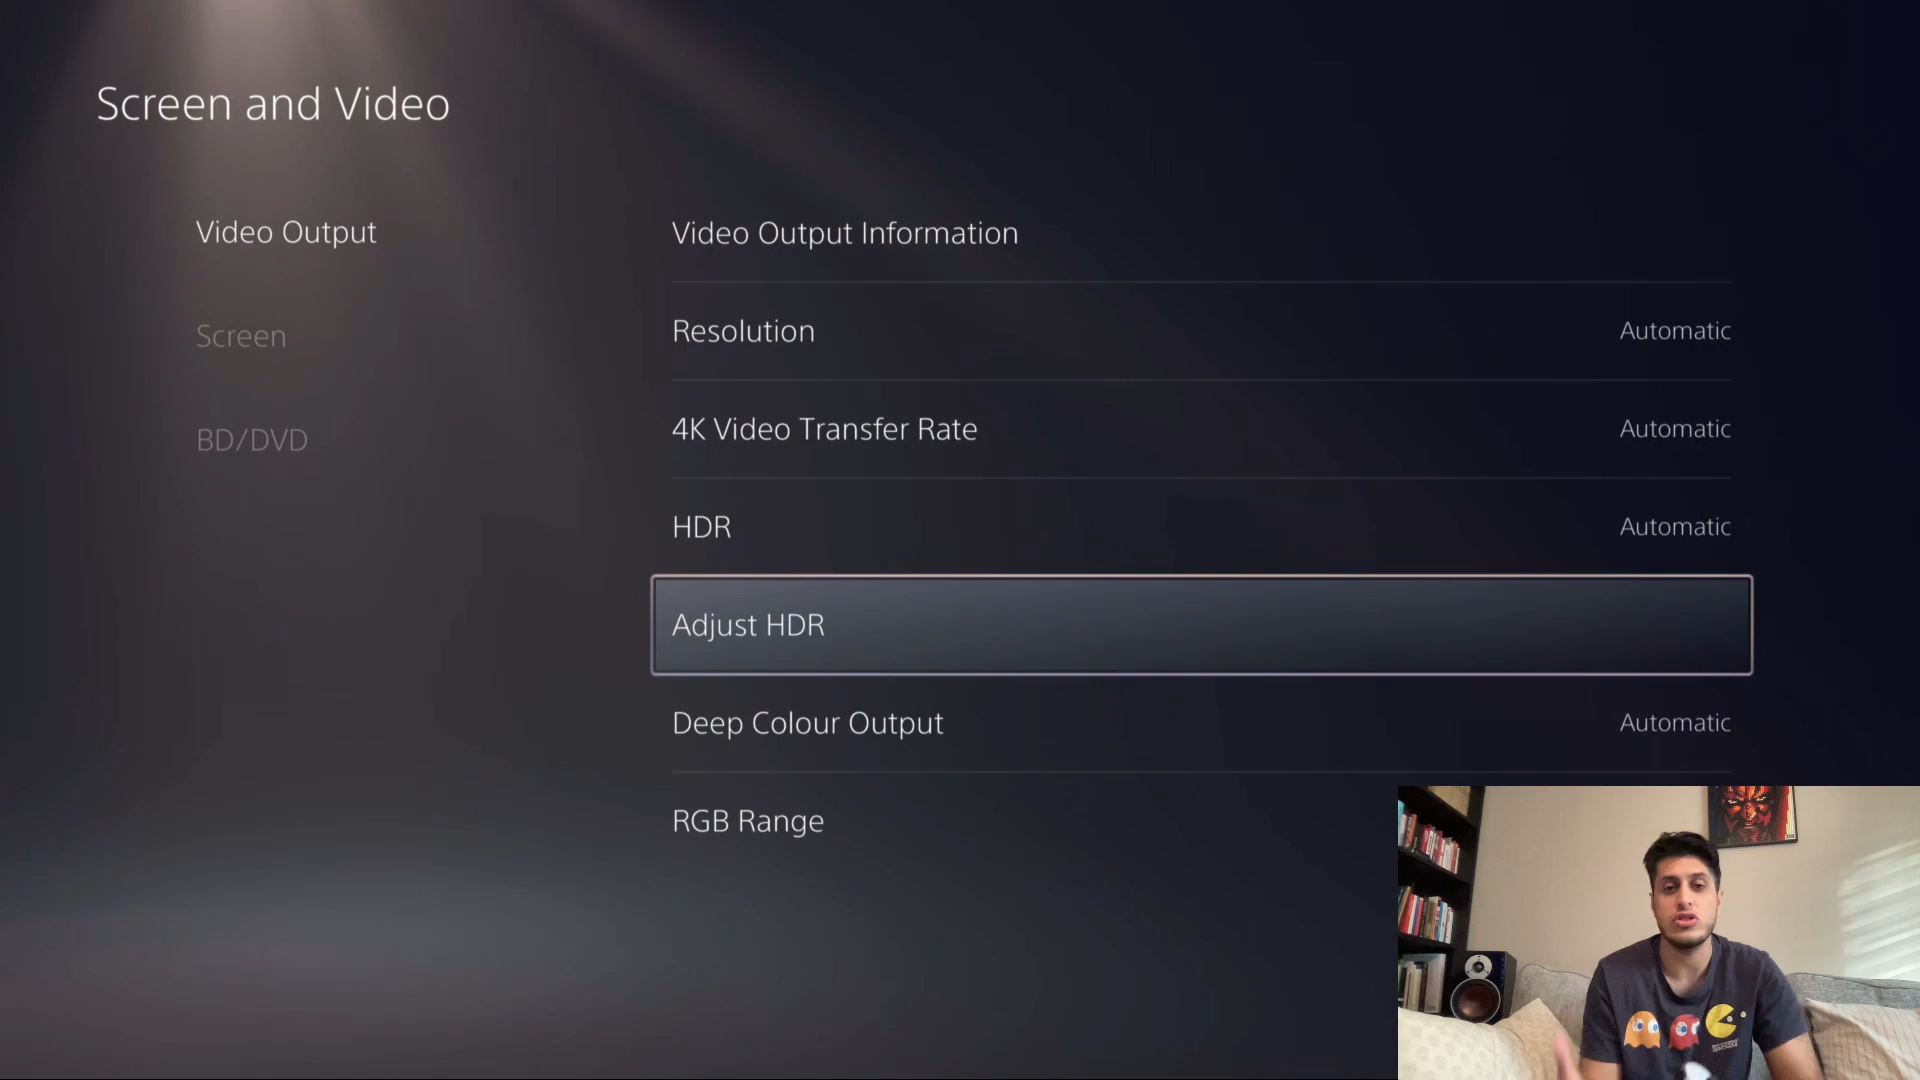 Screen and Video
Video Output
Screen
BD/DVD
Video Output Information
Resolution Automatic
4K Video Transfer Rate Automatic
HDR Automatic
Adjust HDR
Deep Colour Output Automatic
RGB Range